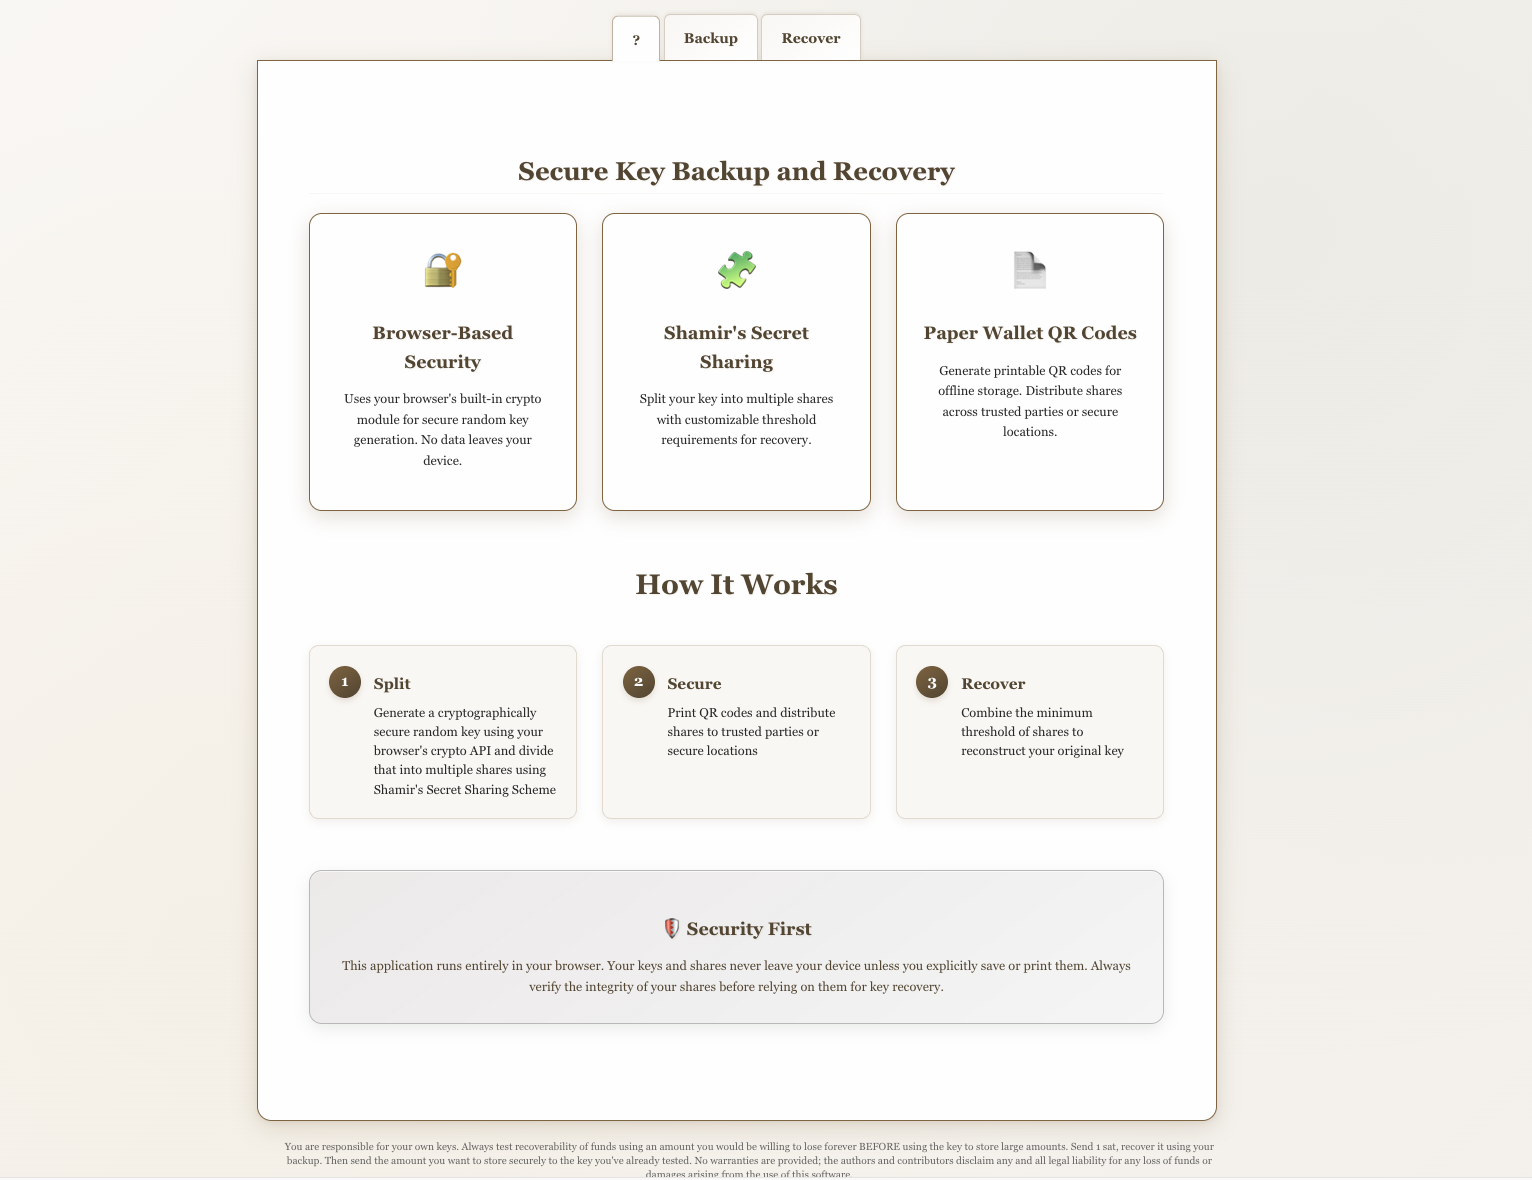 ?
Backup
Recover
Secure Key Backup and Recovery
Browser-Based
Security
Uses your browser's built-in crypto
module for secure random key
generation. No data leaves your
device.
Shamir's Secret
Sharing
Split your key into multiple shares
with customizable threshold
requirements for recovery.
Paper Wallet QR Codes
Generate printable QR codes for
offline storage. Distribute shares
across trusted parties or secure
locations.
How It Works
1
Split
Generate a cryptographically
secure random key using your
browser's crypto API and divide
that into multiple shares using
Shamir's Secret Sharing Scheme
2
Secure
Print QR codes and distribute
shares to trusted parties or
secure locations
3
Recover
Combine the minimum
threshold of shares to
reconstruct your original key
Security First
This application runs entirely in your browser. Your keys and shares never leave your device unless you explicitly save or print them. Always
verify the integrity of your shares before relying on them for key recovery.
You are responsible for your own keys. Always test recoverability of funds using an amount you would be willing to lose forever BEFORE using the key to store large amounts. Send 1 sat, recover it using your
backup. Then send the amount you want to store securely to the key you've already tested. No warranties are provided; the authors and contributors disclaim any and all legal liability for any loss of funds or
damages arising from the use of this software.